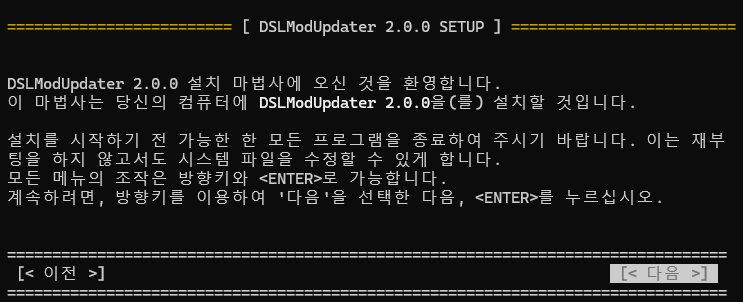 ========================= [ DSLModUpdater 2.0.0 SETUP ] =========================
DSLModUpdater 2.0.0 설치 마법사에 오신 것을 환영합니다.
이 마법사는 당신의 컴퓨터에 DSLModUpdater 2.0.0을(를) 설치할 것입니다.
설치를 시작하기 전 가능한 한 모든 프로그램을 종료하여 주시기 바랍니다. 이는 재부
팅을 하지 않고서도 시스템 파일을 수정할 수 있게 합니다.
모든 메뉴의 조작은 방향키와 <ENTER>로 가능합니다.
계속하려면, 방향키를 이용하여 '다음'을 선택한 다음, <ENTER>를 누르십시오.
================================================================================
[< 이전 >] [< 다음 >]
================================================================================